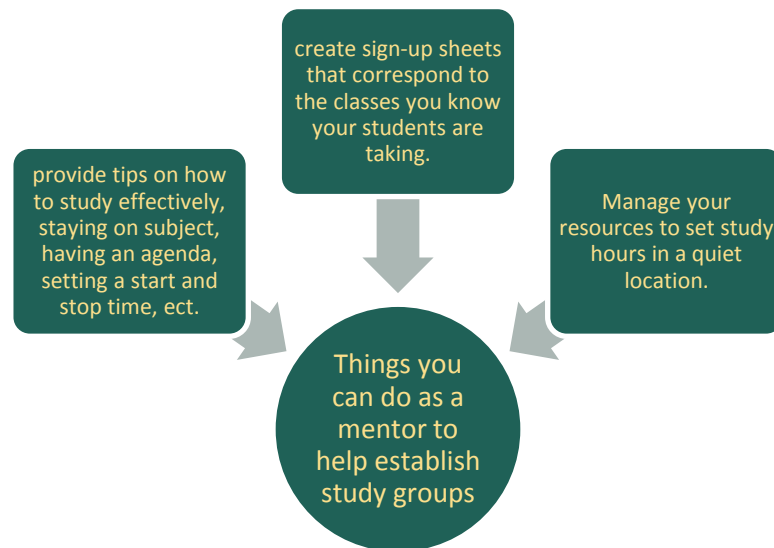 create sign-up sheets
that correspond to
the classes you know
your students are
taking.
provide tips on how
to study effectively,
staying on subject,
having an agenda,
setting a start and
stop time, ect.
Manage your
resources to set study
hours in a quiet
location.
Things you
can do as a
mentor to
help establish
study groups